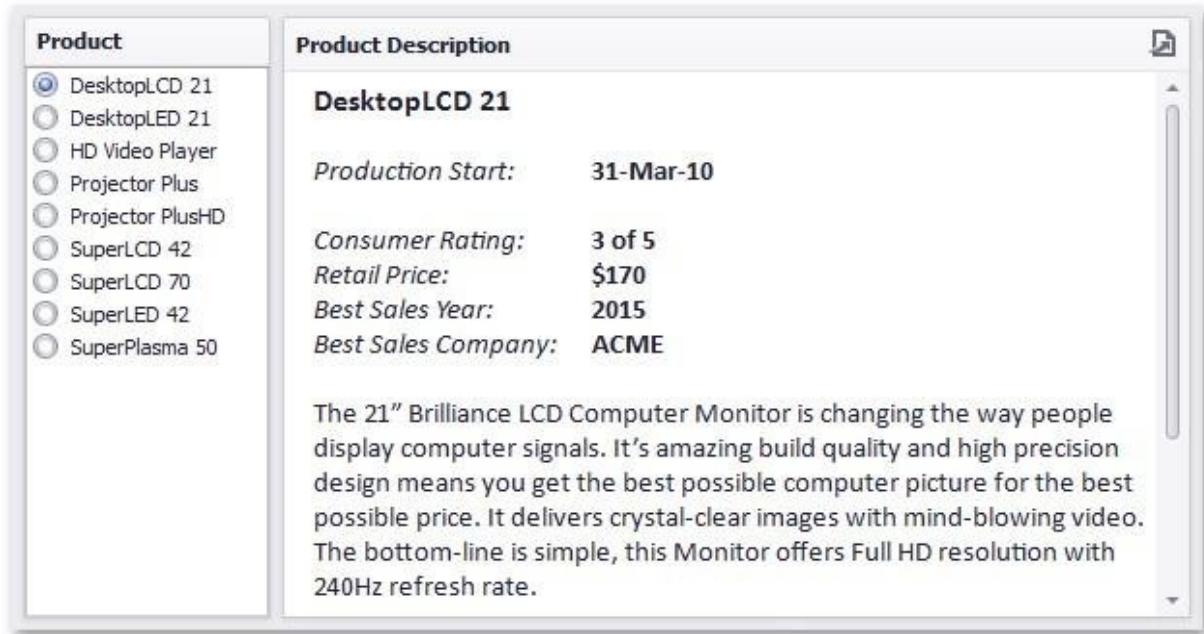 Product
DesktopLCD 21
DesktopLED 21
HD Video Player
Projector Plus
Projector PlusHD
SuperLCD 42
SuperLCD 70
SuperLED 42
SuperPlasma 50
Product Description
DesktopLCD 21
Production Start: 31-Mar-10
Consumer Rating: 3 of 5
Retail Price: $170
Best Sales Year: 2015
Best Sales Company: ACME
The 21” Brilliance LCD Computer Monitor is changing the way people
display computer signals. It’s amazing build quality and high precision
design means you get the best possible computer picture for the best
possible price. It delivers crystal-clear images with mind-blowing video.
The bottom-line is simple, this Monitor offers Full HD resolution with
240Hz refresh rate.